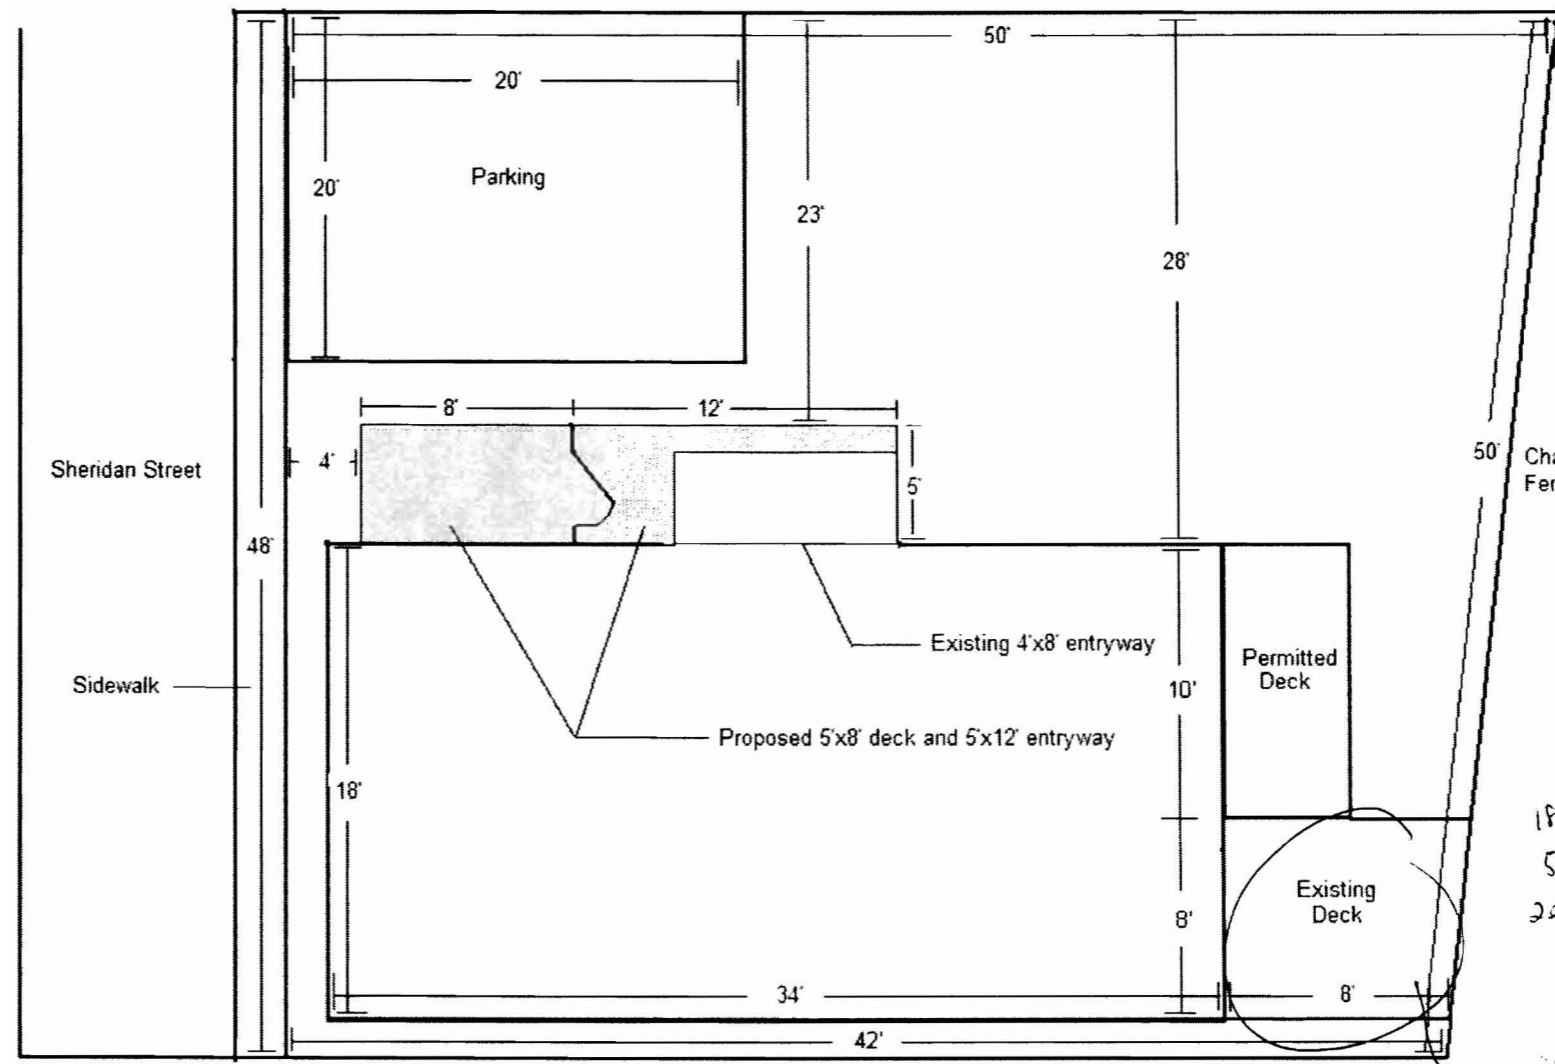 50'
20'
20'
Parking
23'
28'
8'
12'
4'
5'
50'
Sheridan Street
48'
Existing 4'x8' entryway
Permitted
Deck
10'
Sidewalk
Proposed 5'x8' deck and 5'x12' entryway
18'
Existing
Deck
8'
34'
8'
42'